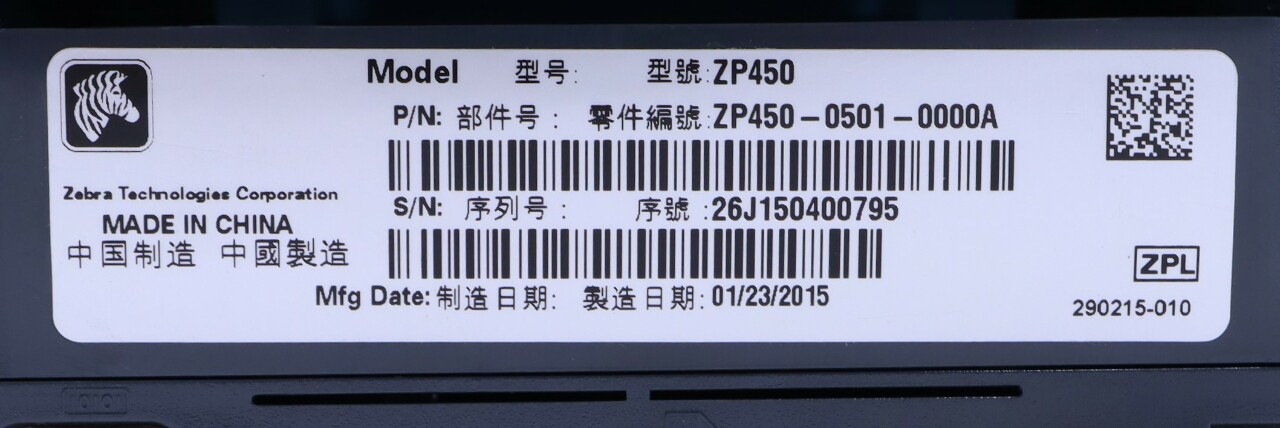 Model 型号: 型號: ZP450
P/N: 部件号: 零件編號: ZP450-0501-0000A
Zebra Technologies Corporation
MADE IN CHINA
中国制造 中國製造
S/N: 序列号: 序號: 26J150400795
Mfg Date: 制造日期: 製造日期: 01/23/2015
ZPL
290215-010
10101